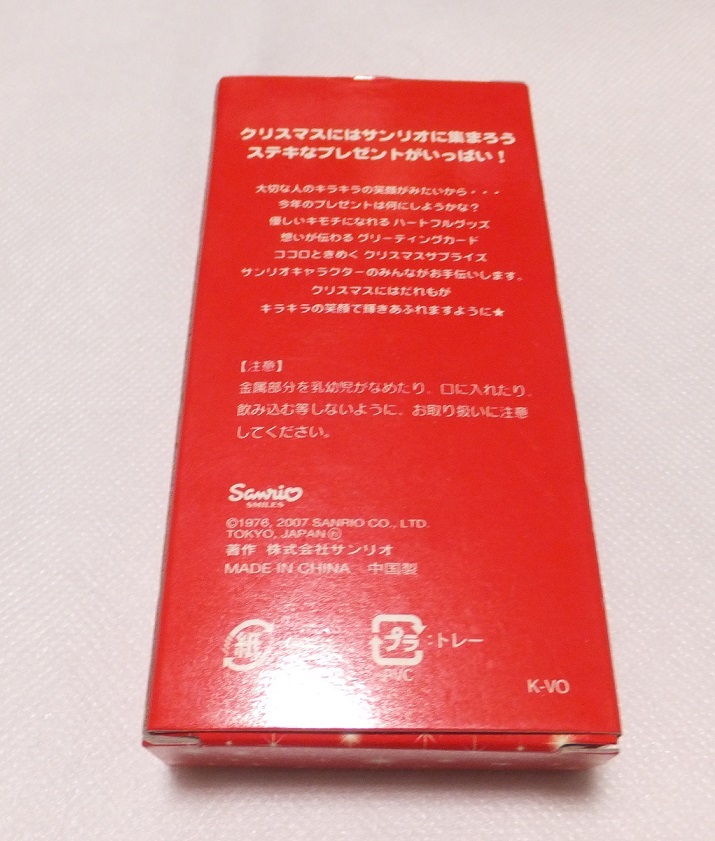 クリスマスにはサンリオに集まろう
ステキなプレゼントがいっぱい！
大切な人のキラキラの笑顔がみたいから・・・
今年のプレゼントは何にしようかな？
優しいキモチになれる ハートフルグッズ
想いが伝わる グリーティングカード
ココロときめく クリスマスサプライズ
サンリオキャラクターのみんながお手伝いします。
クリスマスにはだれもが
キラキラの笑顔で輝きあふれますように★
【注意】
金属部分を乳幼児がなめたり、口に入れたり、
飲み込む等しないように、お取り扱いに注意
してください。
Sanrio
SMILES
©1976, 2007 SANRIO CO., LTD.
TOKYO, JAPAN Ⓗ
著作 株式会社サンリオ
MADE IN CHINA 中国製
紙
プラ :トレー
PVC
K-VO